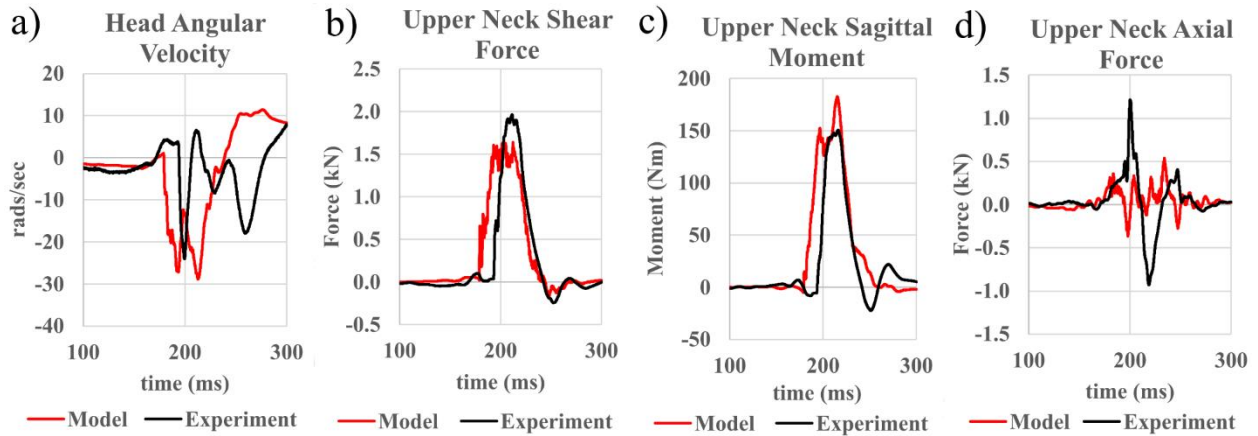 a)
Head Angular
Velocity
20
10
0
-10
-20
-30
-40
rads/sec
100
200
300
time (ms)
Model
Experiment
b)
Upper Neck Shear
Force
2.5
2.0
1.5
1.0
0.5
0.0
-0.5
Force (kN)
100
200
300
time (ms)
Model
Experiment
c)
Upper Neck Sagittal
Moment
200
150
100
50
0
-50
Moment (Nm)
100
200
300
time (ms)
Model
Experiment
d)
Upper Neck Axial
Force
1.5
1.0
0.5
0.0
-0.5
-1.0
-1.5
Force (kN)
100
200
300
time (ms)
Model
Experiment